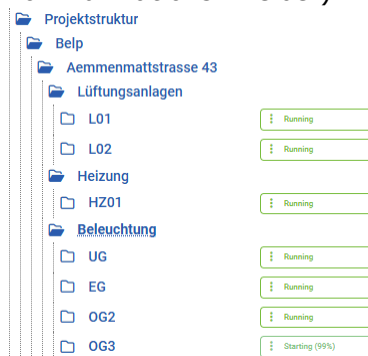 Projektstruktur
Belp
Aemmenmattstrasse 43
Lüftungsanlagen
L01 Running
L02 Running
Heizung
HZ01 Running
Beleuchtung
UG Running
EG Running
OG2 Running
OG3 Starting (99%)